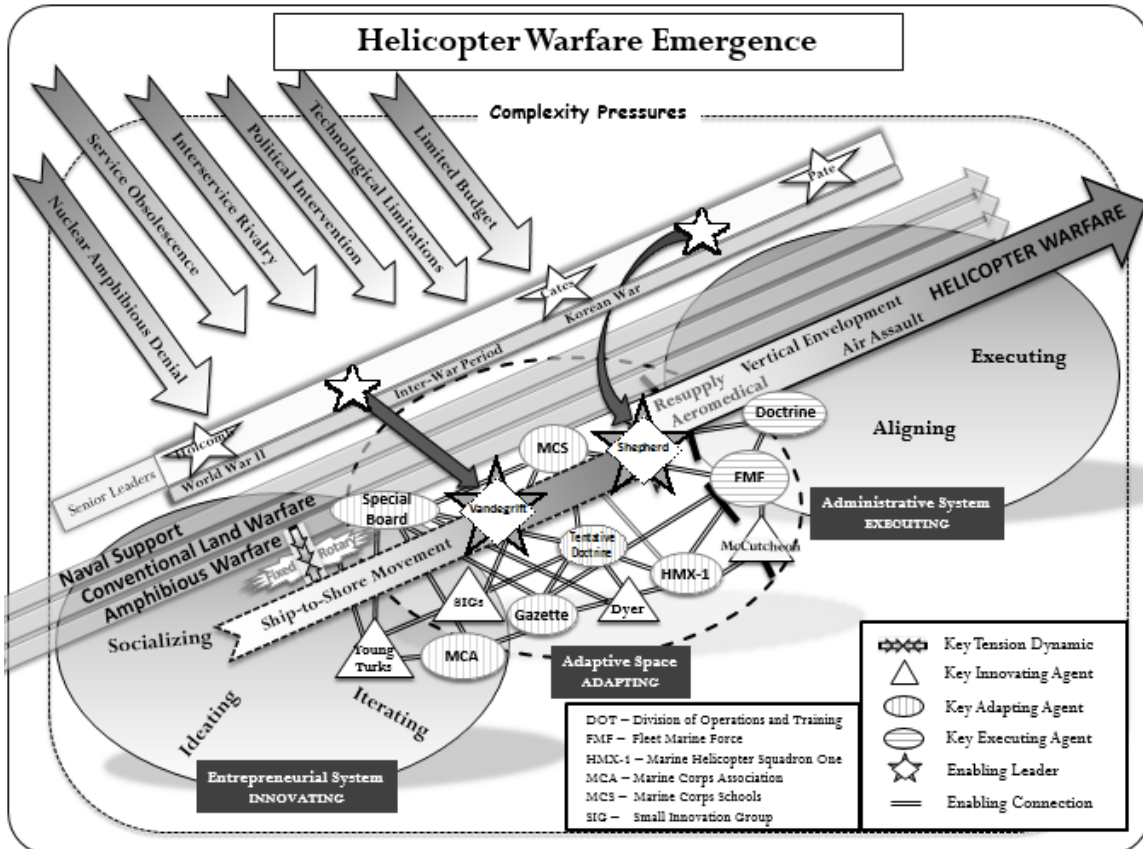 Helicopter Warfare Emergence
Complexity Pressures
Nuclear Amphibious Denial
Service Obsolescence
Interservice Rivalry
Political Intervention
Technological Limitations
Limited Budget
Senior Leaders
Holcomb
Cates
Pate
World War II
Inter-War Period
Korean War
Naval Support
Conventional Land Warfare
Amphibious Warfare
Fixed
Rotary
Ship-to-Shore Movement
Resupply
Aeromedical
Vertical Envelopment
Air Assault
HELICOPTER WARFARE
Executing
Aligning
Socializing
Ideating
Iterating
Special
Board
Vandegrift
MCS
Shepherd
Doctrine
FMF
McCutcheon
Tentative
Doctrine
HMX-1
Dyer
SIGs
Gazette
Young
Turks
MCA
Administrative System
EXECUTING
Adaptive Space
ADAPTING
Entrepreneurial System
INNOVATING
DOT – Division of Operations and Training
FMF – Fleet Marine Force
HMX-1 – Marine Helicopter Squadron One
MCA – Marine Corps Association
MCS – Marine Corps Schools
SIG – Small Innovation Group
Key Tension Dynamic
Key Innovating Agent
Key Adapting Agent
Key Executing Agent
Enabling Leader
Enabling Connection